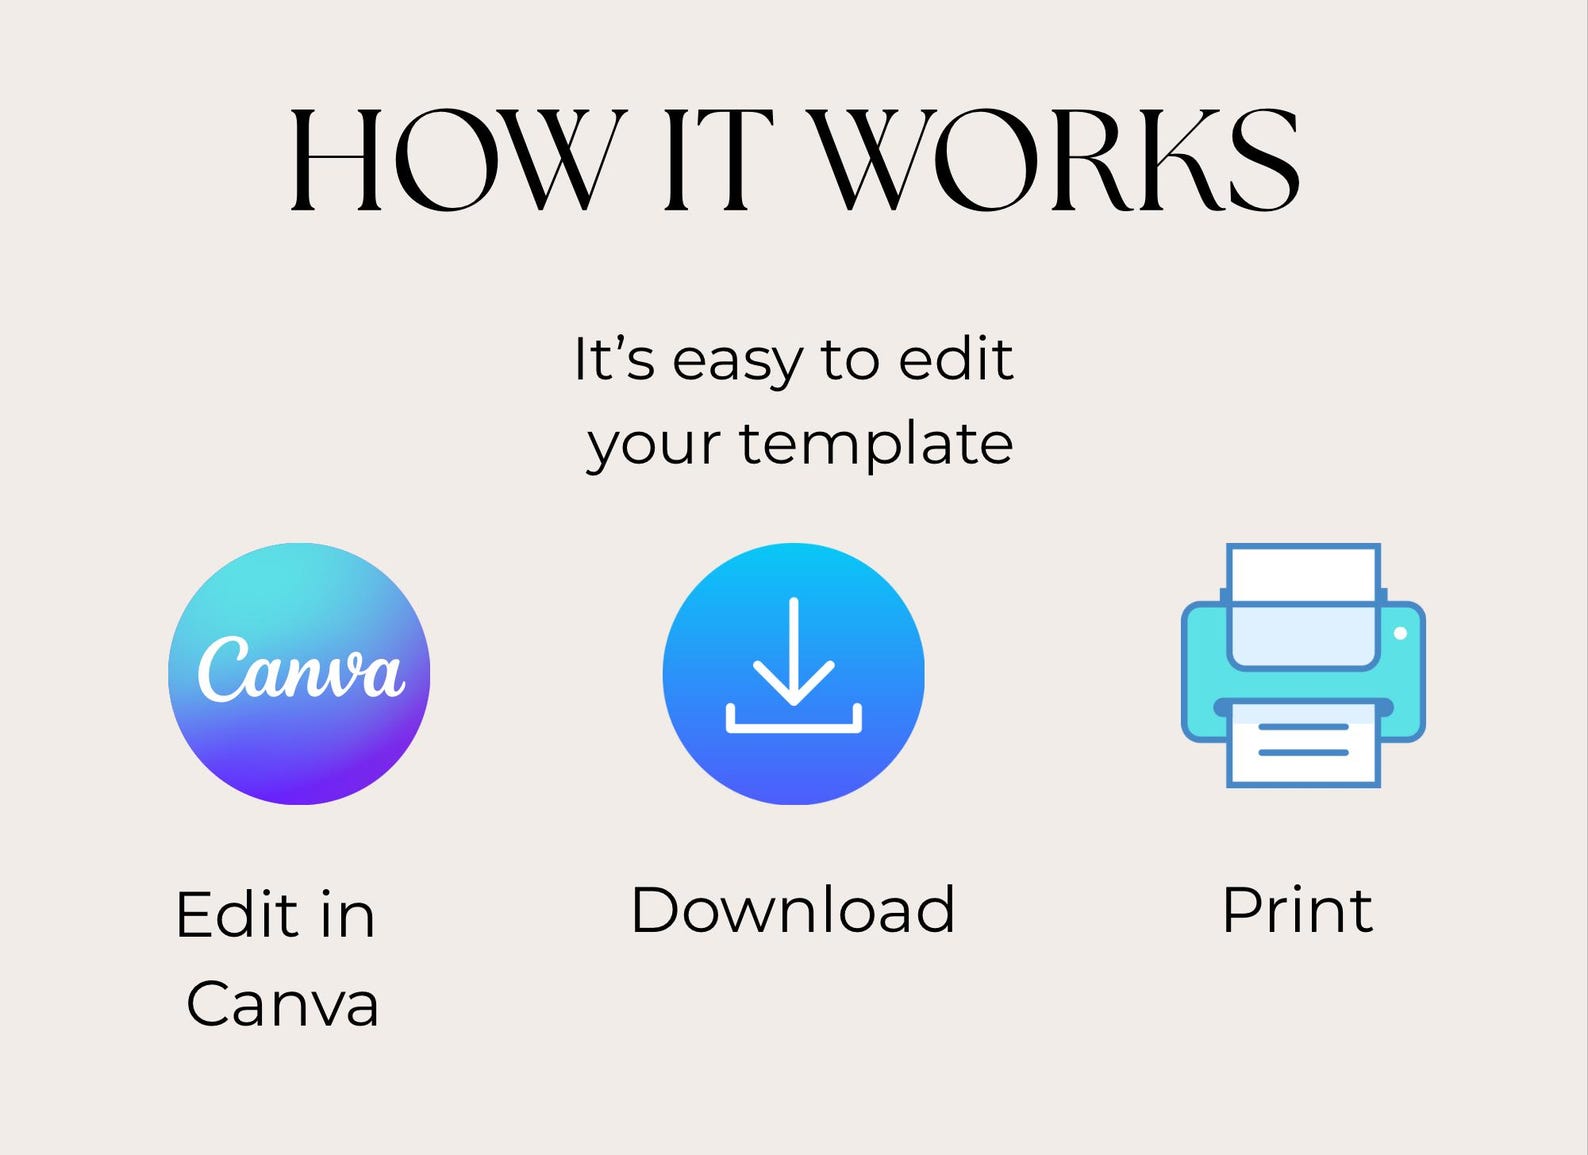 HOW IT WORKS
It’s easy to edit
your template
Canva
Edit in
Canva
Download
Print